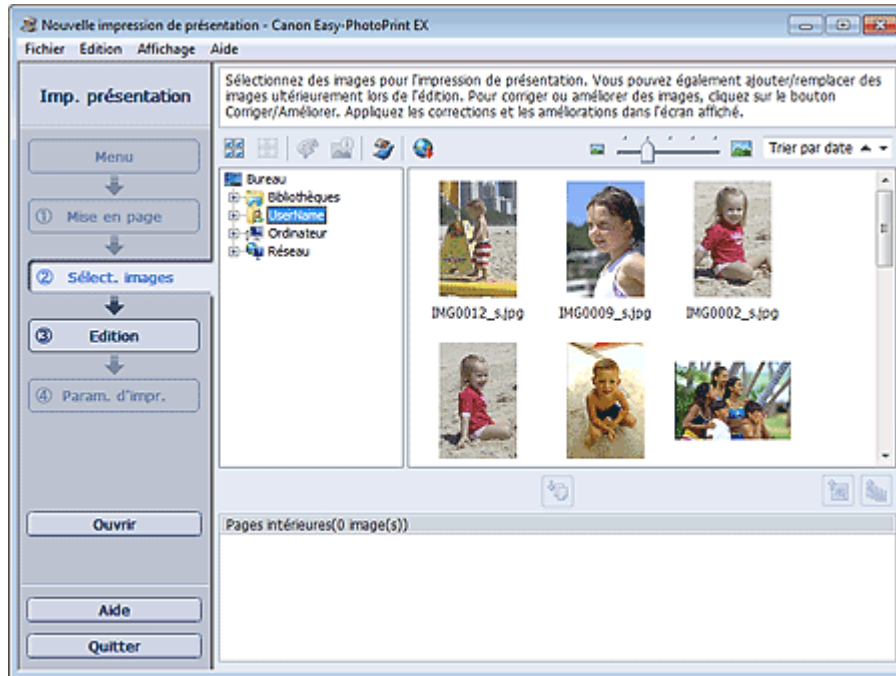 Nouvelle impression de présentation - Canon Easy-PhotoPrint EX
Fichier Edition Affichage Aide
Imp. présentation
Sélectionnez des images pour l'impression de présentation. Vous pouvez également ajouter/remplacer des
images ultérieurement lors de l'édition. Pour corriger ou améliorer des images, cliquez sur le bouton
Corriger/Améliorer. Appliquez les corrections et les améliorations dans l'écran affiché.
Menu
① Mise en page
② Sélect. images
③ Edition
④ Param. d'impr.
Ouvrir
Aide
Quitter
Trier par date
Bureau
Bibliothèques
UserName
Ordinateur
Réseau
IMG0012_s.jpg IMG0009_s.jpg IMG0002_s.jpg
Pages intérieures(0 image(s))